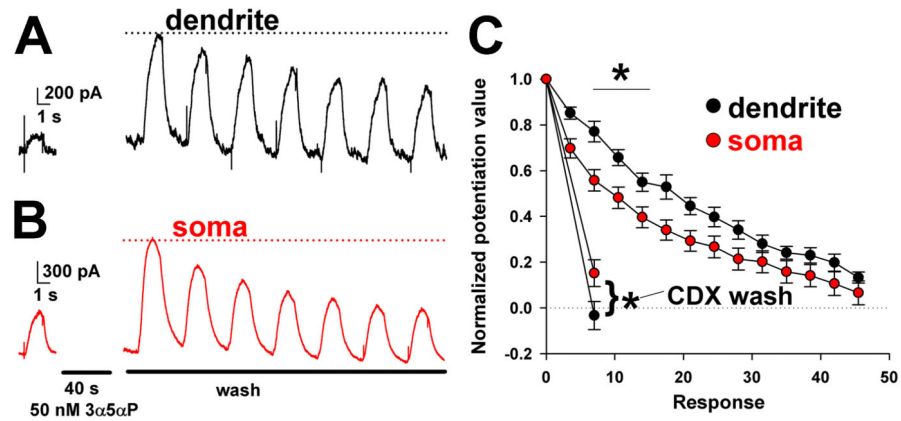 A
dendrite
200 pA
1 s
B
soma
300 pA
1 s
40 s
50 nM 3α5αP
wash
C
Normalized potentiation value
1.0
0.8
0.6
0.4
0.2
0.0
-0.2
*
dendrite
soma
* CDX wash
}
0
10
20
30
40
50
Response